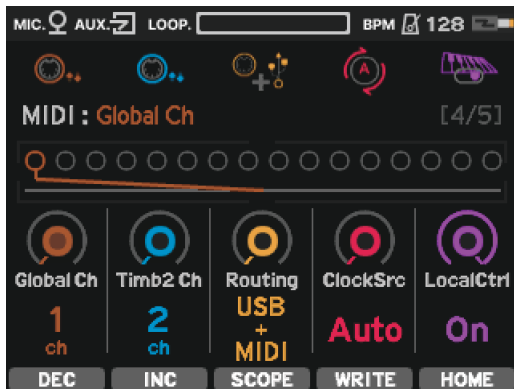 MIC. AUX. LOOP. BPM 128
A
MIDI : Global Ch [4/5]
Global Ch Timb2 Ch Routing ClockSrc LocalCtrl
1 ch 2 ch USB + MIDI Auto On
DEC INC SCOPE WRITE HOME